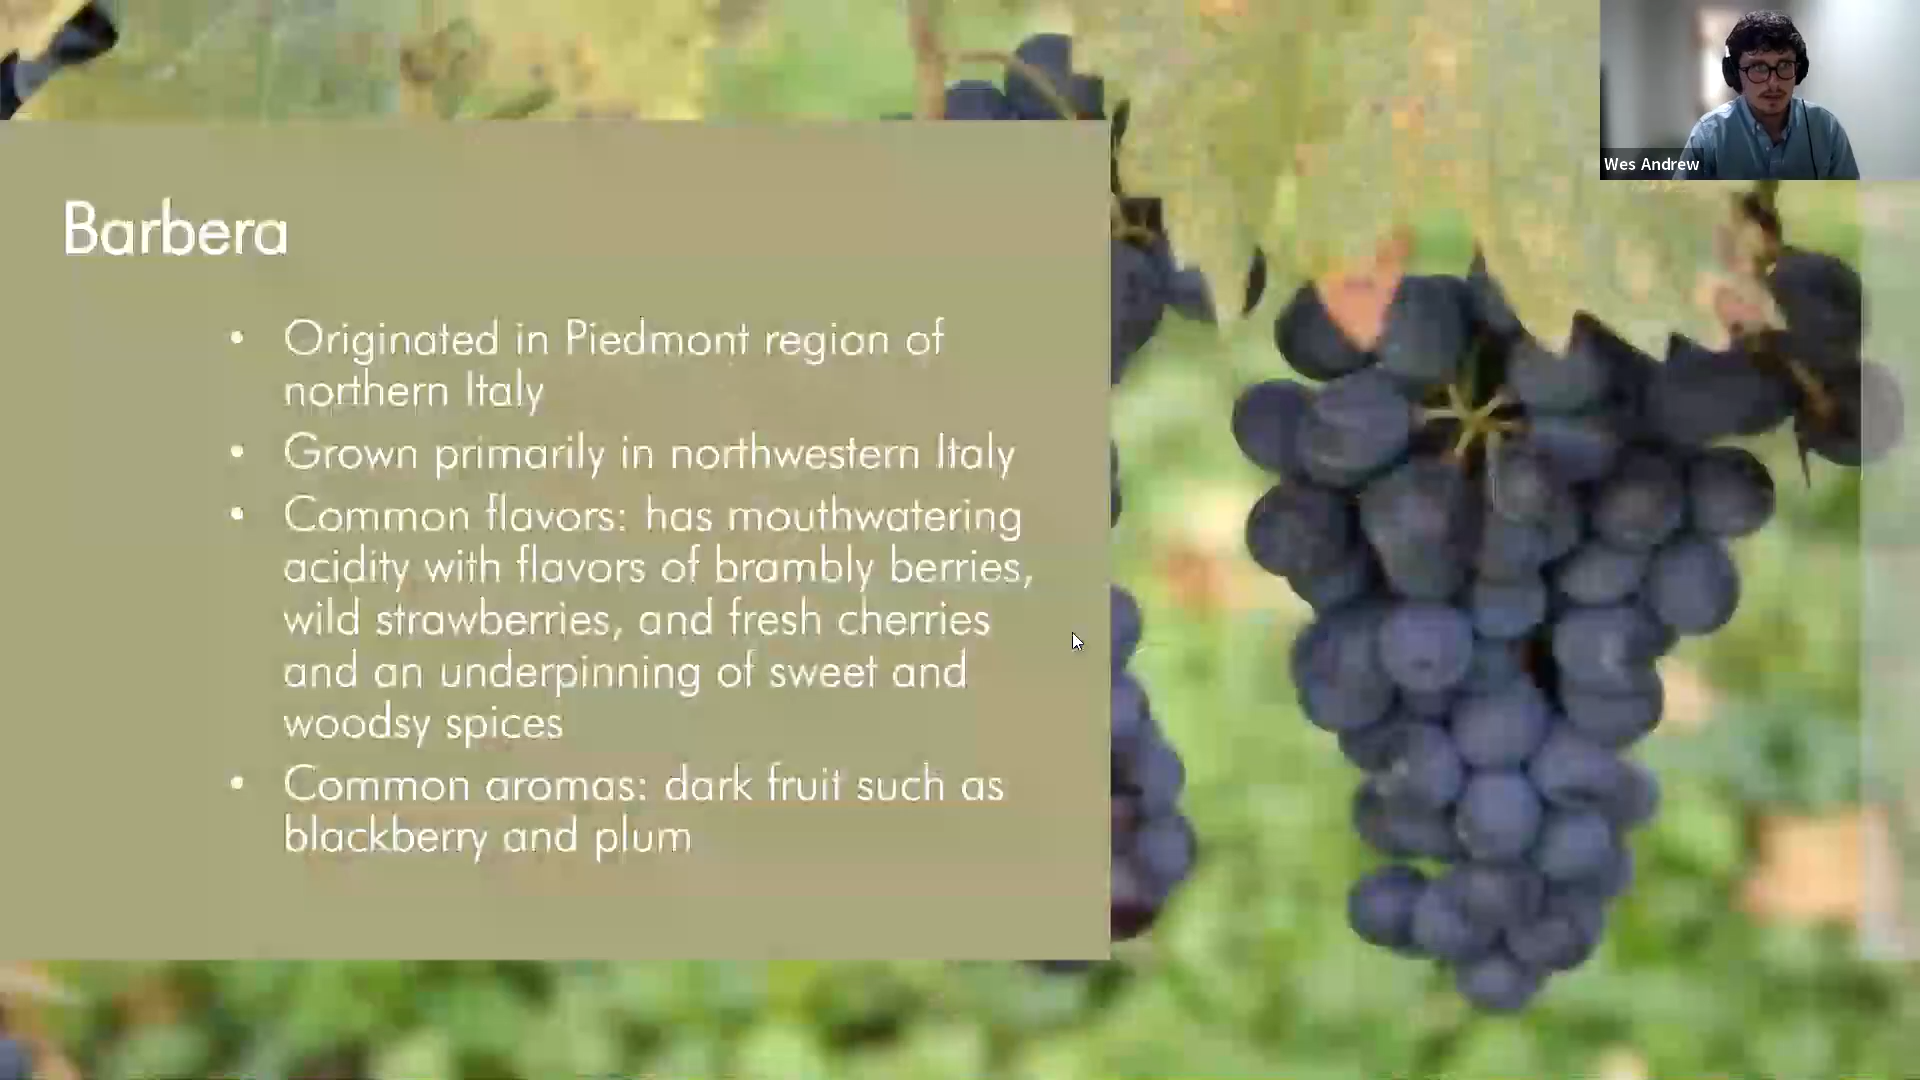 Wes Andrew
Barbera
• Originated in Piedmont region of
northern Italy
• Grown primarily in northwestern Italy
• Common flavors: has mouthwatering
acidity with flavors of brambly berries,
wild strawberries, and fresh cherries
and an underpinning of sweet and
woodsy spices
• Common aromas: dark fruit such as
blackberry and plum